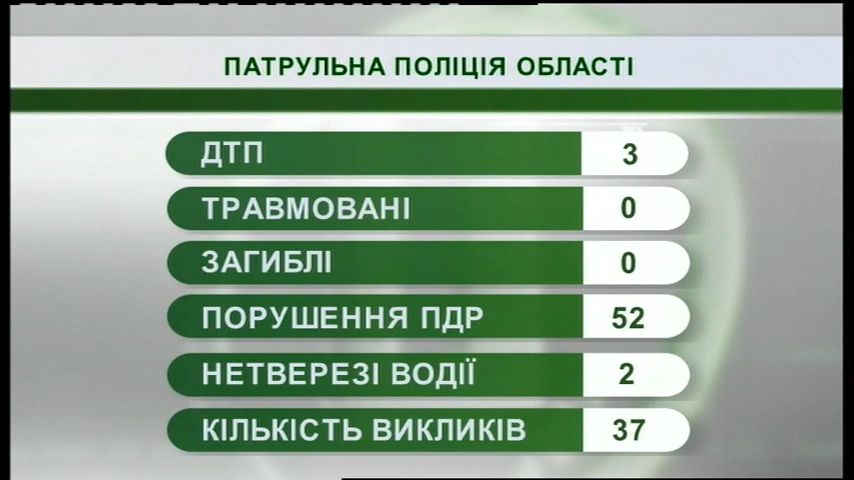 ПАТРУЛЬНА ПОЛІЦІЯ ОБЛАСТІ
ДТП 3
ТРАВМОВАНІ 0
ЗАГИБЛІ 0
ПОРУШЕННЯ ПДР 52
НЕТВЕРЕЗІ ВОДІЇ 2
КІЛЬКІСТЬ ВИКЛИКІВ 37